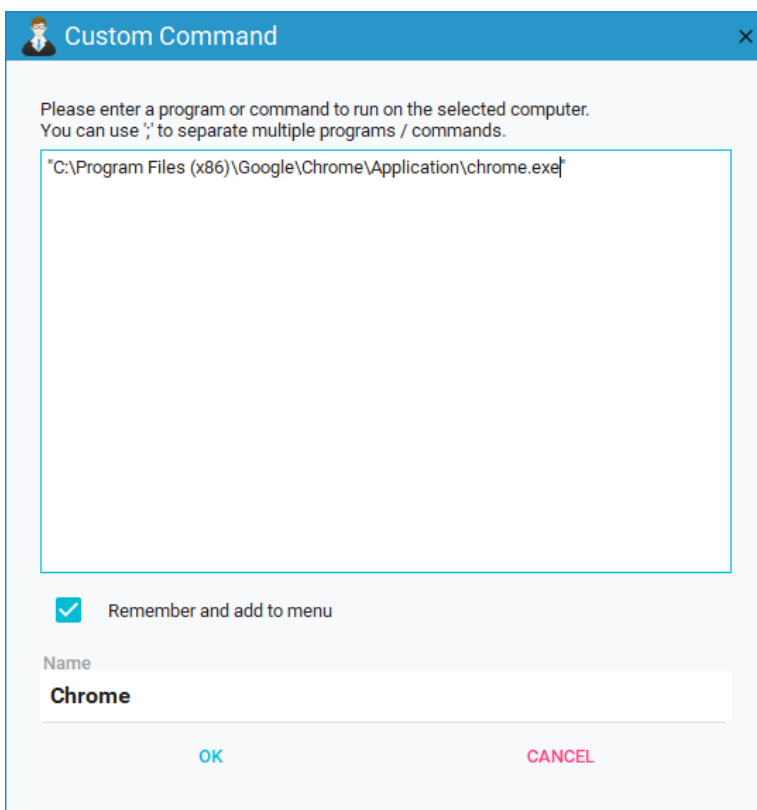 Custom Command
Please enter a program or command to run on the selected computer.
You can use ';' to separate multiple programs / commands.
"C:\Program Files (x86)\Google\Chrome\Application\chrome.exe"
Remember and add to menu
Name
Chrome
OK CANCEL